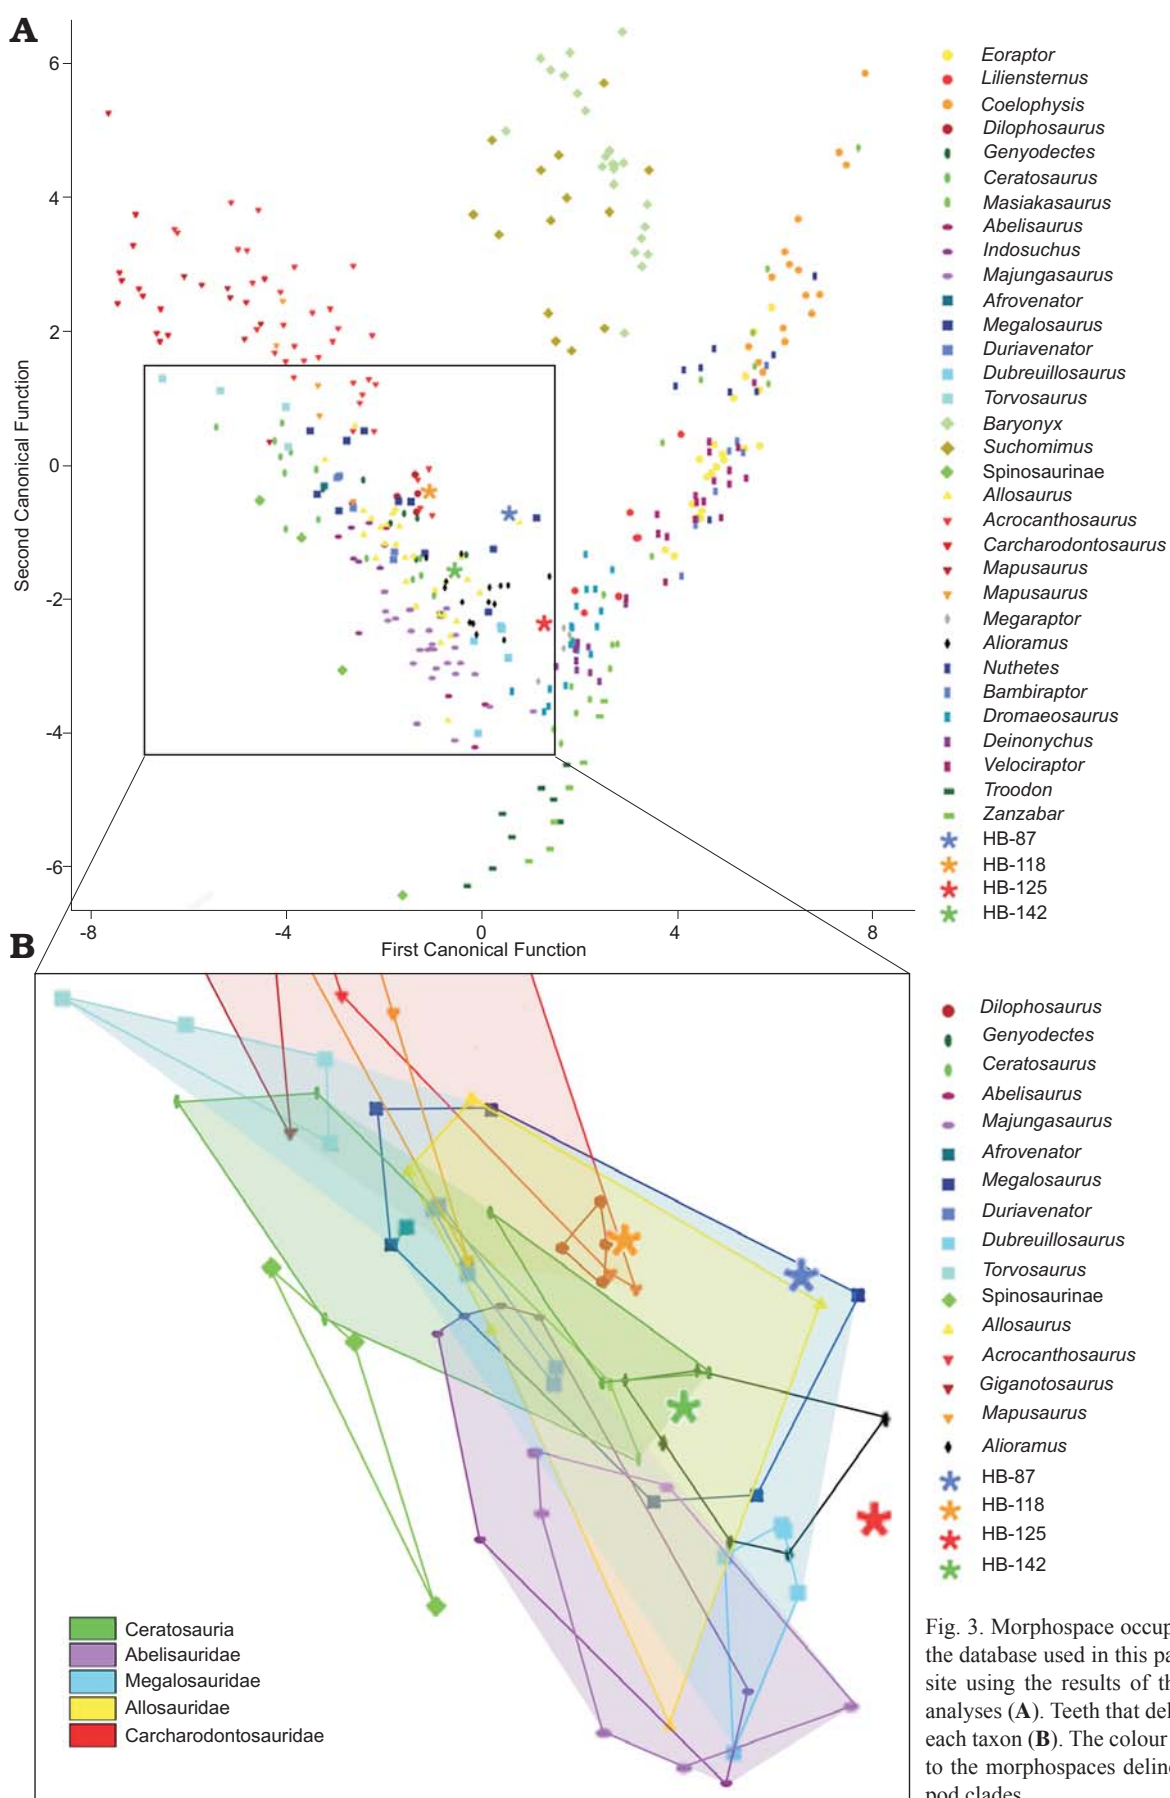 A
6
4
2
0
-2
-4
-6
Second Canonical Function
-8
-4
0
4
8
First Canonical Function
Eoraptor
Liliensternus
Coelophysis
Dilophosaurus
Genyodectes
Ceratosaurus
Masiakasaurus
Abelisaurus
Indosuchus
Majungasaurus
Afrovenator
Megalosaurus
Duriavenator
Dubreuillosaurus
Torvosaurus
Baryonyx
Suchomimus
Spinosaurinae
Allosaurus
Acrocanthosaurus
Carcharodontosaurus
Mapusaurus
Mapusaurus
Megaraptor
Alioramus
Nuthetes
Bambiraptor
Dromaeosaurus
Deinonychus
Velociraptor
Troodon
Zanzabar
HB-87
HB-118
HB-125
HB-142
B
Dilophosaurus
Genyodectes
Ceratosaurus
Abelisaurus
Majungasaurus
Afrovenator
Megalosaurus
Duriavenator
Dubreuillosaurus
Torvosaurus
Spinosaurinae
Allosaurus
Acrocanthosaurus
Giganotosaurus
Mapusaurus
Alioramus
HB-87
HB-118
HB-125
HB-142
Ceratosauria
Abelisauridae
Megalosauridae
Allosauridae
Carcharodontosauridae
Fig. 3. Morphospace occup
the database used in this pa
site using the results of th
analyses (A). Teeth that del
each taxon (B). The colour
to the morphospaces deline
pod clades.